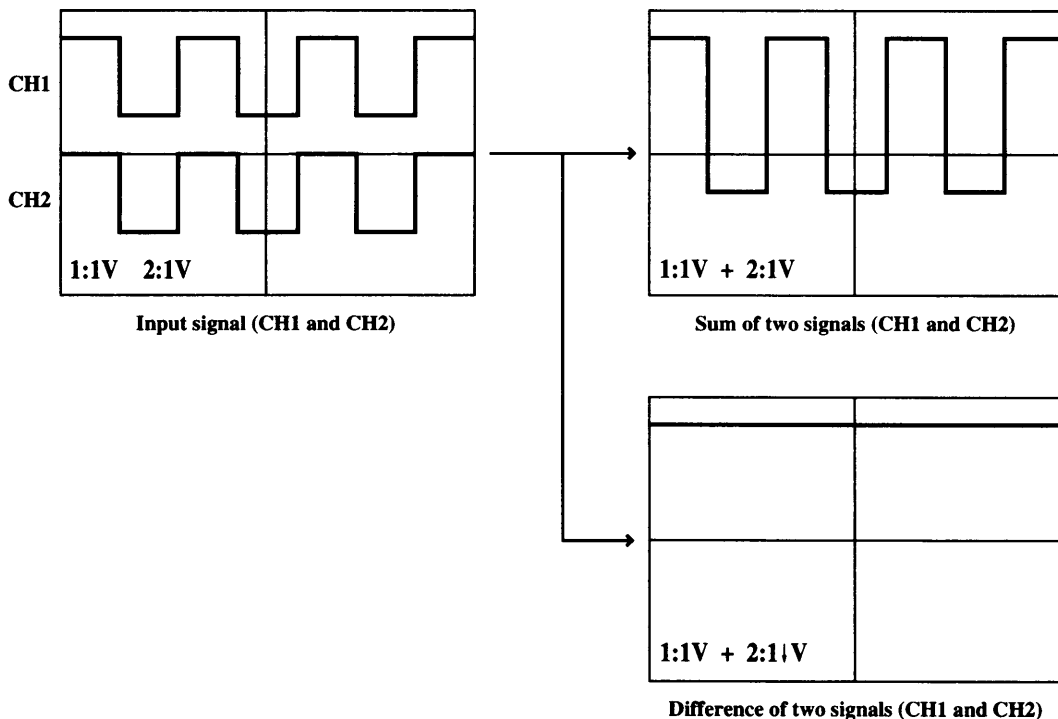 CH1
CH2
1:1V 2:1V
Input signal (CH1 and CH2)
1:1V + 2:1V
Sum of two signals (CH1 and CH2)
1:1V + 2:1↓V
Difference of two signals (CH1 and CH2)